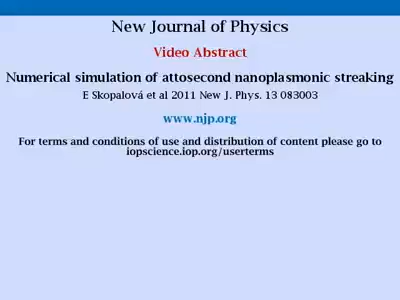 New Journal of Physics
Video Abstract
Numerical simulation of attosecond nanoplasmonic streaking
E Skopalová et al 2011 New J. Phys. 13 083003
www.njp.org
For terms and conditions of use and distribution of content please go to
iopscience.iop.org/userterms